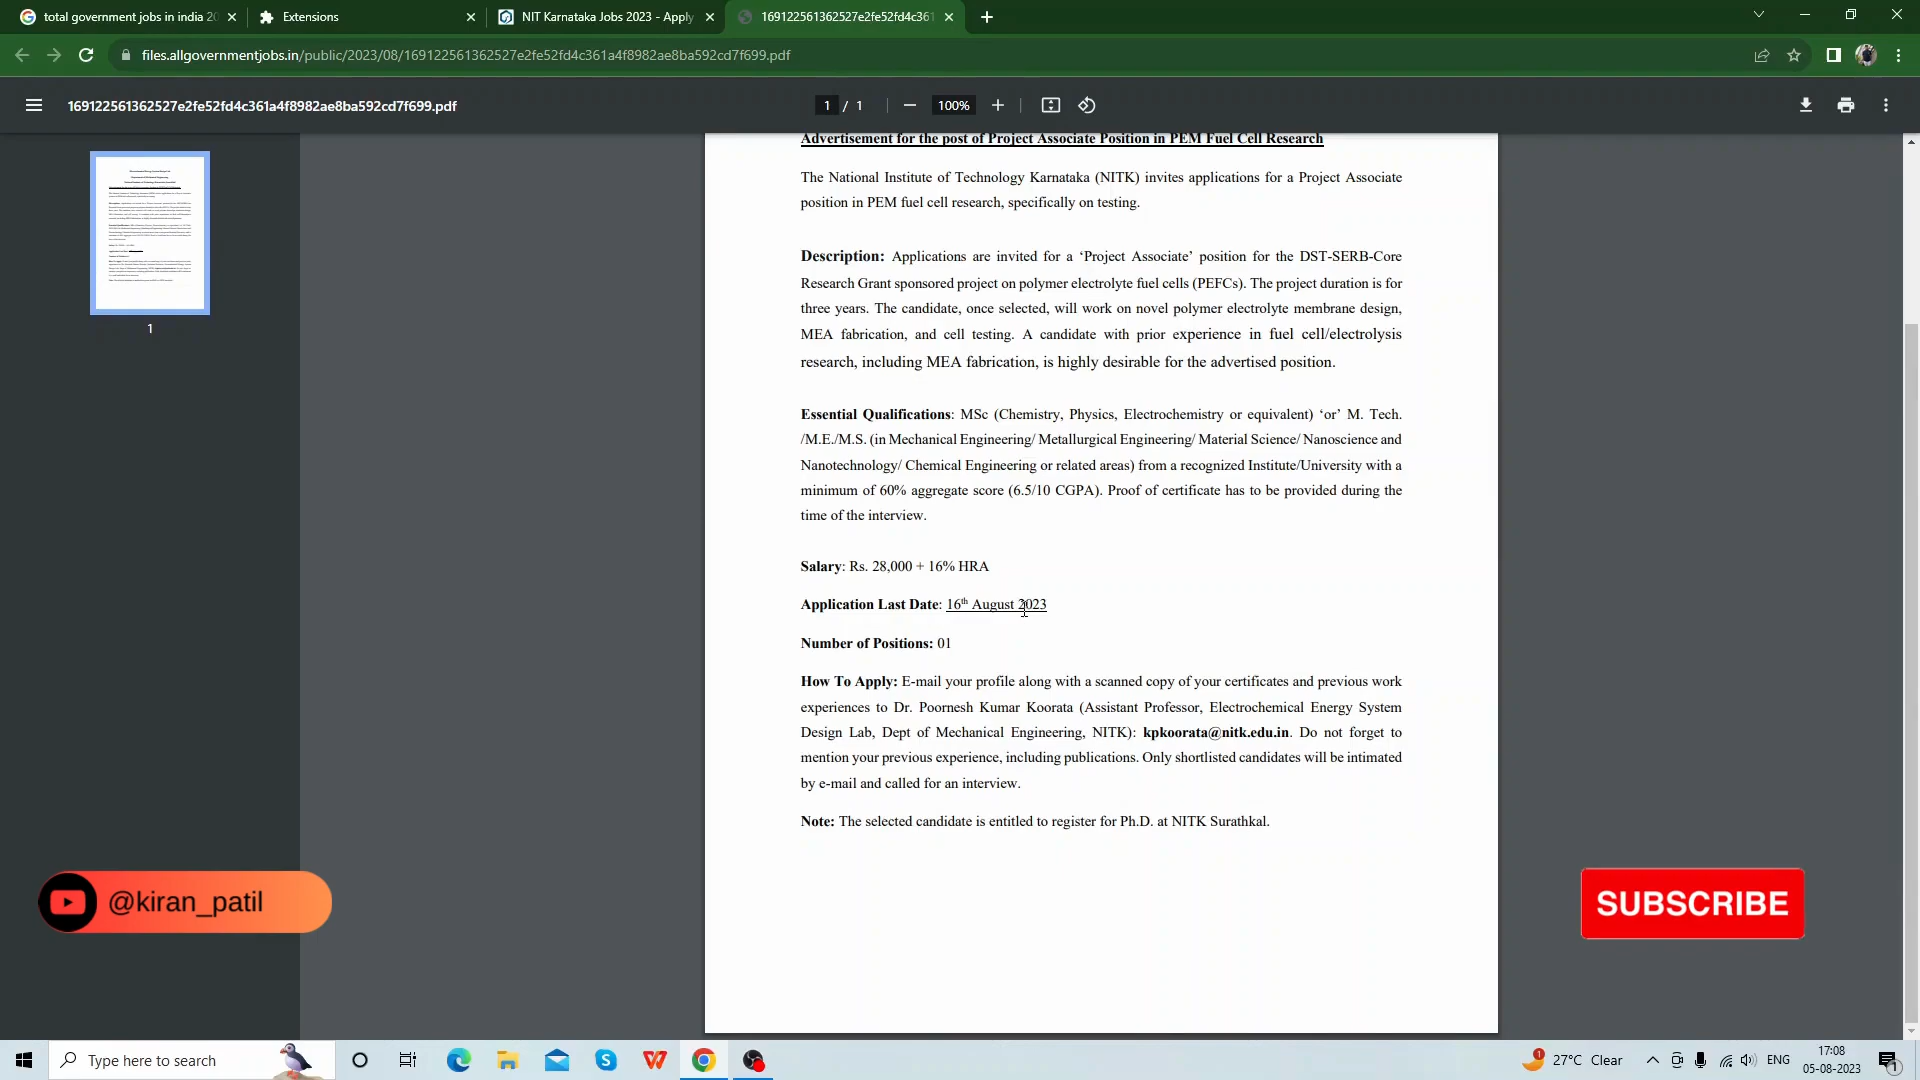 total government jobs in india 20
Extensions
NIT Karnataka Jobs 2023 - Apply
169122561362527e2fe52fd4c361
files.allgovernmentjobs.in/public/2023/08/169122561362527e2fe52fd4c361a4f8982ae8ba592cd7f699.pdf
169122561362527e2fe52fd4c361a4f8982ae8ba592cd7f699.pdf
1 / 1
100%
1
Advertisement for the post of Project Associate Position in PEM Fuel Cell Research
The National Institute of Technology Karnataka (NITK) invites applications for a Project Associate
position in PEM fuel cell research, specifically on testing.
Description: Applications are invited for a ‘Project Associate’ position for the DST-SERB-Core
Research Grant sponsored project on polymer electrolyte fuel cells (PEFCs). The project duration is for
three years. The candidate, once selected, will work on novel polymer electrolyte membrane design,
MEA fabrication, and cell testing. A candidate with prior experience in fuel cell/electrolysis
research, including MEA fabrication, is highly desirable for the advertised position.
Essential Qualifications: MSc (Chemistry, Physics, Electrochemistry or equivalent) ‘or’ M. Tech.
/M.E./M.S. (in Mechanical Engineering/ Metallurgical Engineering/ Material Science/ Nanoscience and
Nanotechnology/ Chemical Engineering or related areas) from a recognized Institute/University with a
minimum of 60% aggregate score (6.5/10 CGPA). Proof of certificate has to be provided during the
time of the interview.
Salary: Rs. 28,000 + 16% HRA
Application Last Date: 16th August 2023
Number of Positions: 01
How To Apply: E-mail your profile along with a scanned copy of your certificates and previous work
experiences to Dr. Poornesh Kumar Koorata (Assistant Professor, Electrochemical Energy System
Design Lab, Dept of Mechanical Engineering, NITK): kpkoorata@nitk.edu.in. Do not forget to
mention your previous experience, including publications. Only shortlisted candidates will be intimated
by e-mail and called for an interview.
Note: The selected candidate is entitled to register for Ph.D. at NITK Surathkal.
@kiran_patil
SUBSCRIBE
Type here to search
1
27°C Clear
ENG
17:08
05-08-2023
1